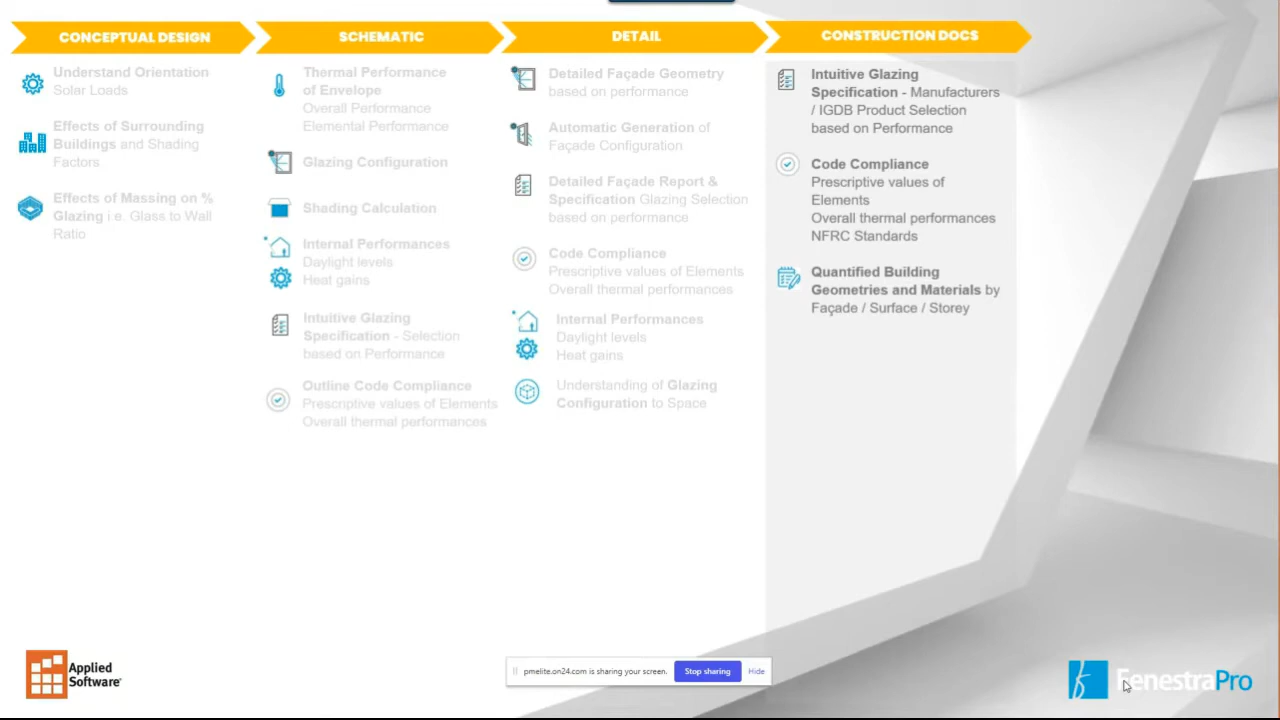 CONCEPTUAL DESIGN
Understand Orientation
Solar Loads
Effects of Surrounding
Buildings and Shading
Factors
Effects of Massing on %
Glazing i.e. Glass to Wall
Ratio
SCHEMATIC
Thermal Performance
of Envelope
Overall Performance
Elemental Performance
Glazing Configuration
Shading Calculation
Internal Performances
Daylight levels
Heat gains
Intuitive Glazing
Specification - Selection
based on Performance
Outline Code Compliance
Prescriptive values of Elements
Overall thermal performances
DETAIL
Detailed Façade Geometry
based on performance
Automatic Generation of
Façade Configuration
Detailed Façade Report &
Specification Glazing Selection
based on performance
Code Compliance
Prescriptive values of Elements
Overall thermal performances
Internal Performances
Daylight levels
Heat gains
Understanding of Glazing
Configuration to Space
CONSTRUCTION DOCS
Intuitive Glazing
Specification - Manufacturers
/ IGDB Product Selection
based on Performance
Code Compliance
Prescriptive values of
Elements
Overall thermal performances
NFRC Standards
Quantified Building
Geometries and Materials by
Façade / Surface / Storey
Applied
Software
pmelite.on24.com is sharing your screen.
Stop sharing
Hide
FenestraPro